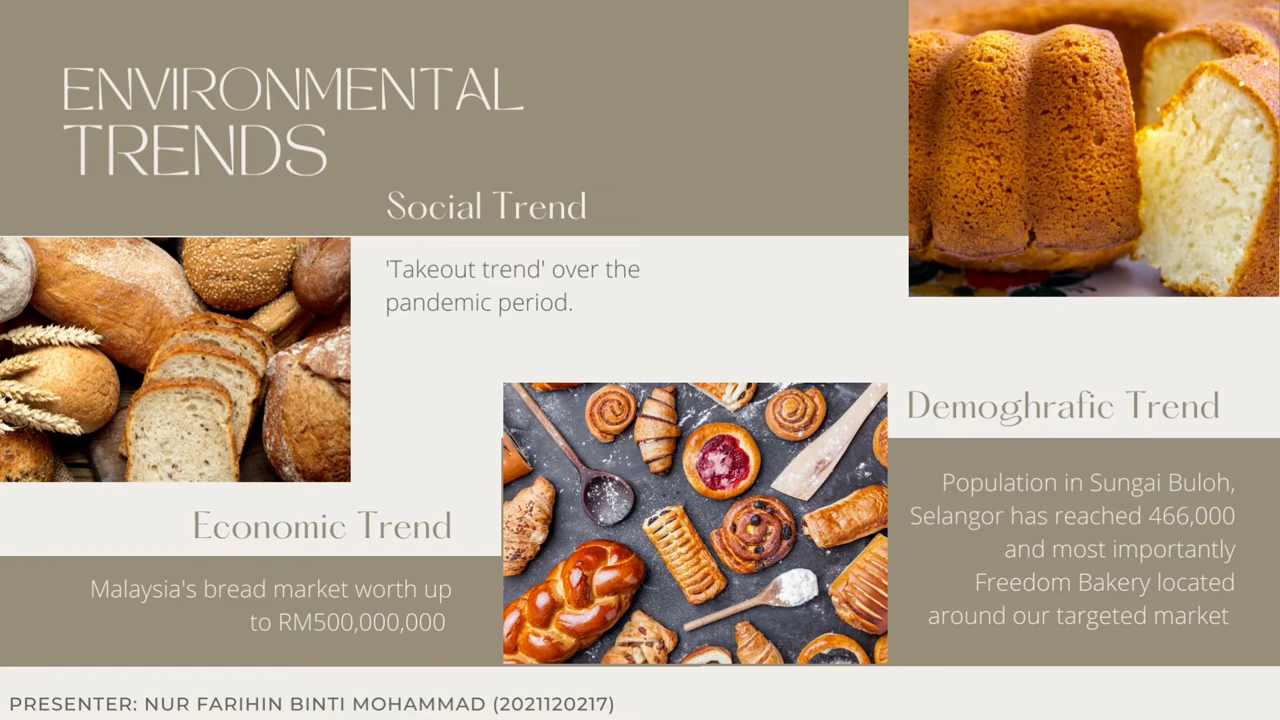 ENVIRONMENTAL
TRENDS
Social Trend
'Takeout trend' over the
pandemic period.
Economic Trend
Malaysia's bread market worth up
to RM500,000,000
Demoghrafic Trend
Population in Sungai Buloh,
Selangor has reached 466,000
and most importantly
Freedom Bakery located
around our targeted market
PRESENTER: NUR FARIHIN BINTI MOHAMMAD (2021120217)